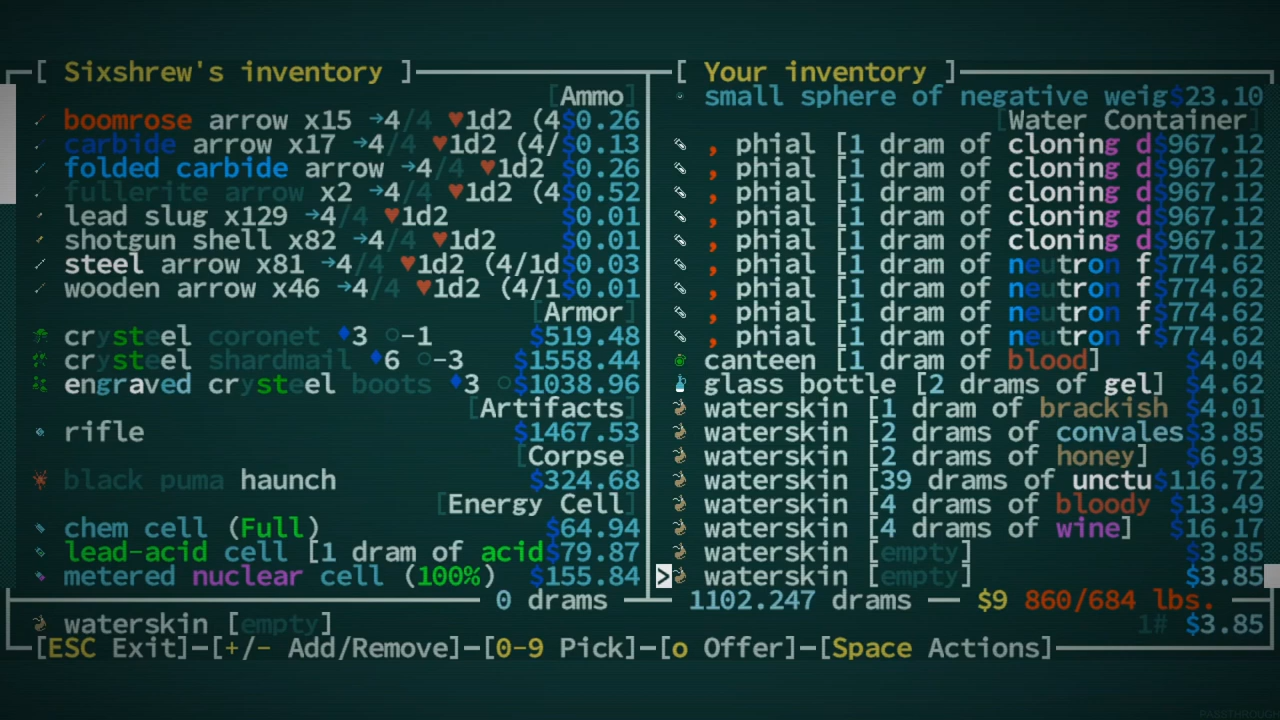 [ Sixshrew's inventory ]
[Ammo]
boomrose arrow x15 →4/4 ♥1d2 (4 $0.26
carbide arrow x17 →4/4 ♥1d2 (4/ $0.13
folded carbide arrow →4/4 ♥1d2 $0.26
fullerite arrow x2 →4/4 ♥1d2 (4 $0.52
lead slug x129 →4/4 ♥1d2 $0.01
shotgun shell x82 →4/4 ♥1d2 $0.01
steel arrow x81 →4/4 ♥1d2 (4/1d $0.03
wooden arrow x46 →4/4 ♥1d2 (4/1 $0.01
[Armor]
crysteel coronet ♦3 ○-1 $519.48
crysteel shardmail ♦6 ○-3 $1558.44
engraved crysteel boots ♦3 ○ $1038.96
[Artifacts]
rifle $1467.53
[Corpse]
black puma haunch $324.68
[Energy Cell]
chem cell (Full) $64.94
lead-acid cell [1 dram of acid $79.87
metered nuclear cell (100%) $155.84
0 drams
[ Your inventory ]
small sphere of negative weig $23.10
[Water Container]
, phial [1 dram of cloning d $967.12
, phial [1 dram of cloning d $967.12
, phial [1 dram of cloning d $967.12
, phial [1 dram of cloning d $967.12
, phial [1 dram of cloning d $967.12
, phial [1 dram of neutron f $774.62
, phial [1 dram of neutron f $774.62
, phial [1 dram of neutron f $774.62
, phial [1 dram of neutron f $774.62
canteen [1 dram of blood] $4.04
glass bottle [2 drams of gel] $4.62
waterskin [1 dram of brackish $4.01
waterskin [2 drams of convales $3.85
waterskin [2 drams of honey] $6.93
waterskin [39 drams of unctu $116.72
waterskin [4 drams of bloody $13.49
waterskin [4 drams of wine] $16.17
waterskin [empty] $3.85
> waterskin [empty] $3.85
1102.247 drams $9 860/684 lbs.
waterskin [empty] 1# $3.85
[ESC Exit]-[+/- Add/Remove]-[0-9 Pick]-[o Offer]-[Space Actions]